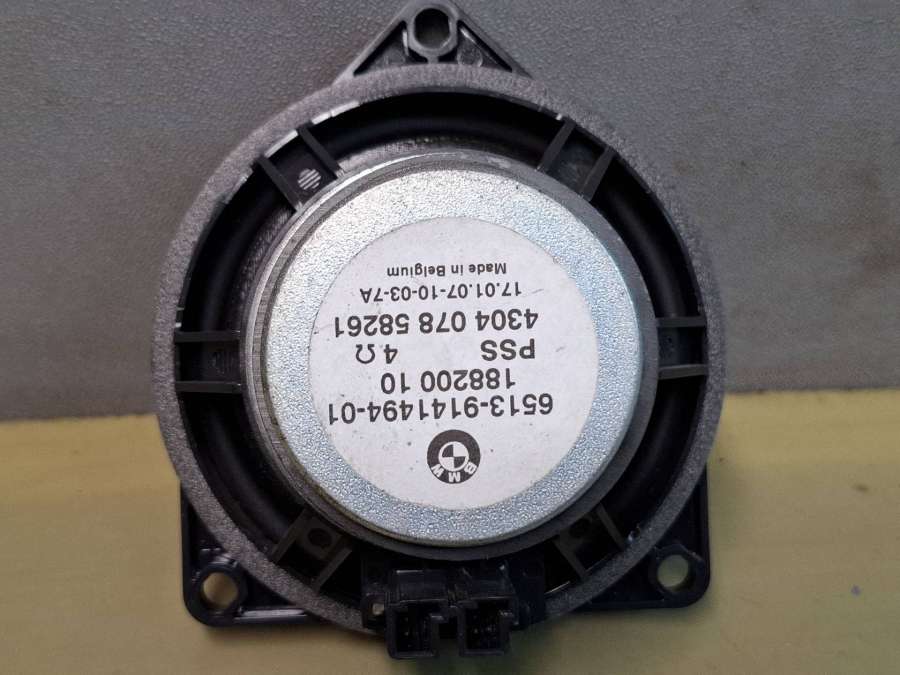 BMW
6513-9141494-01
188200 10
PSS 4Ω
4304 078 58261
17.01.07-10-03-7A
Made in Belgium